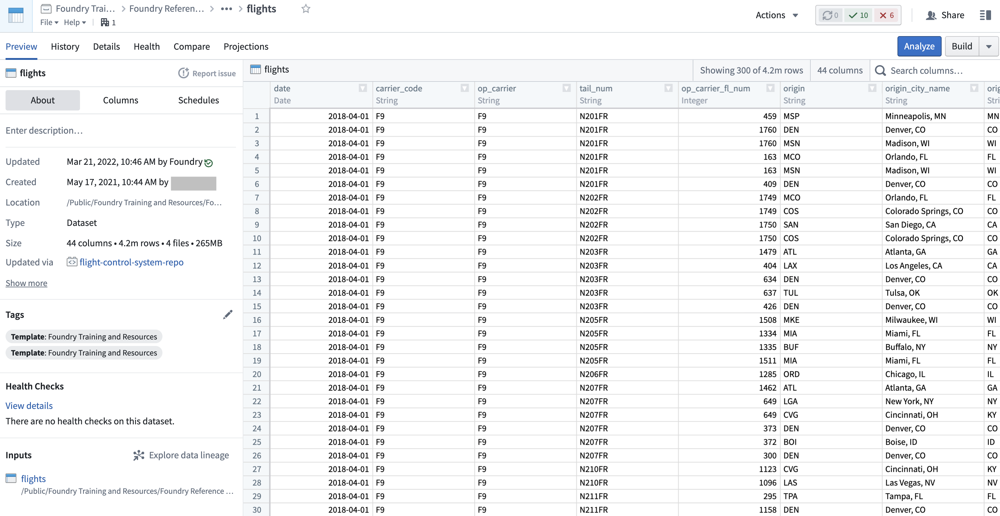 Foundry Trai… > Foundry Referen… > ••• > flights
File Help 1
Actions 0 10 6 Share
Preview History Details Health Compare Projections Analyze Build
flights Report issue
About Columns Schedules
Enter description…
Updated Mar 21, 2022, 10:46 AM by Foundry
Created May 17, 2021, 10:44 AM by
Location /Public/Foundry Training and Resources/Fo…
Type Dataset
Size 44 columns • 4.2m rows • 4 files • 265MB
Updated via flight-control-system-repo
Show more
Tags
Template: Foundry Training and Resources
Template: Foundry Training and Resources
Health Checks
View details
There are no health checks on this dataset.
Inputs Explore data lineage
flights
/Public/Foundry Training and Resources/Foundry Reference …
flights Showing 300 of 4.2m rows 44 columns Search columns…
date carrier_code op_carrier tail_num op_carrier_fl_num origin origin_city_name
Date String String String Integer String String
1 2018-04-01 F9 F9 N201FR 459 MSP Minneapolis, MN MN
2 2018-04-01 F9 F9 N201FR 1760 DEN Denver, CO CO
3 2018-04-01 F9 F9 N201FR 1760 MSN Madison, WI WI
4 2018-04-01 F9 F9 N201FR 163 MCO Orlando, FL FL
5 2018-04-01 F9 F9 N201FR 163 MSN Madison, WI WI
6 2018-04-01 F9 F9 N201FR 409 DEN Denver, CO CO
7 2018-04-01 F9 F9 N202FR 1749 MCO Orlando, FL FL
8 2018-04-01 F9 F9 N202FR 1749 COS Colorado Springs, CO CO
9 2018-04-01 F9 F9 N202FR 1750 SAN San Diego, CA CA
10 2018-04-01 F9 F9 N202FR 1750 COS Colorado Springs, CO CO
11 2018-04-01 F9 F9 N203FR 1479 ATL Atlanta, GA GA
12 2018-04-01 F9 F9 N203FR 404 LAX Los Angeles, CA CA
13 2018-04-01 F9 F9 N203FR 634 DEN Denver, CO CO
14 2018-04-01 F9 F9 N203FR 637 TUL Tulsa, OK OK
15 2018-04-01 F9 F9 N203FR 426 DEN Denver, CO CO
16 2018-04-01 F9 F9 N205FR 1508 MKE Milwaukee, WI WI
17 2018-04-01 F9 F9 N205FR 1334 MIA Miami, FL FL
18 2018-04-01 F9 F9 N205FR 1335 BUF Buffalo, NY NY
19 2018-04-01 F9 F9 N205FR 1511 MIA Miami, FL FL
20 2018-04-01 F9 F9 N206FR 1285 ORD Chicago, IL IL
21 2018-04-01 F9 F9 N207FR 1462 ATL Atlanta, GA GA
22 2018-04-01 F9 F9 N207FR 649 LGA New York, NY NY
23 2018-04-01 F9 F9 N207FR 649 CVG Cincinnati, OH KY
24 2018-04-01 F9 F9 N207FR 373 DEN Denver, CO CO
25 2018-04-01 F9 F9 N207FR 372 BOI Boise, ID ID
26 2018-04-01 F9 F9 N207FR 300 DEN Denver, CO CO
27 2018-04-01 F9 F9 N210FR 1123 CVG Cincinnati, OH KY
28 2018-04-01 F9 F9 N210FR 1096 LAS Las Vegas, NV NV
29 2018-04-01 F9 F9 N211FR 295 TPA Tampa, FL FL
30 2018-04-01 F9 F9 N211FR 1158 DEN Denver, CO CO